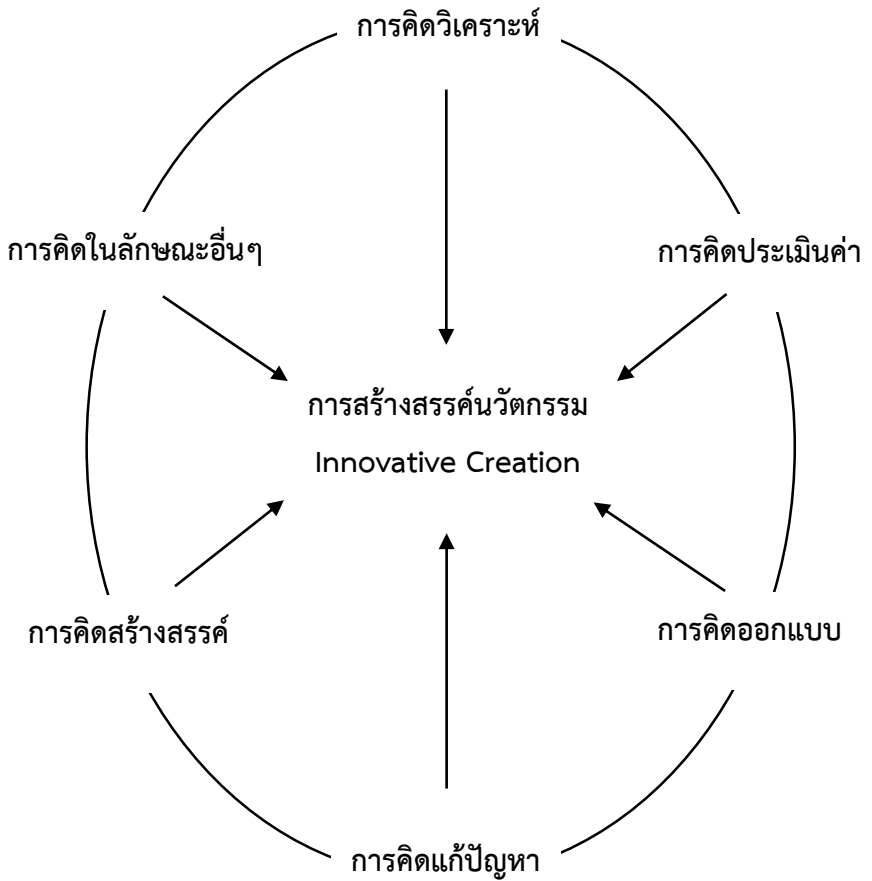 การคิดวิเคราะห์
การคิดในลักษณะอื่นๆ
การคิดประเมินค่า
การสร้างสรรค์นวัตกรรม
Innovative Creation
การคิดสร้างสรรค์
การคิดออกแบบ
การคิดแก้ปัญหา